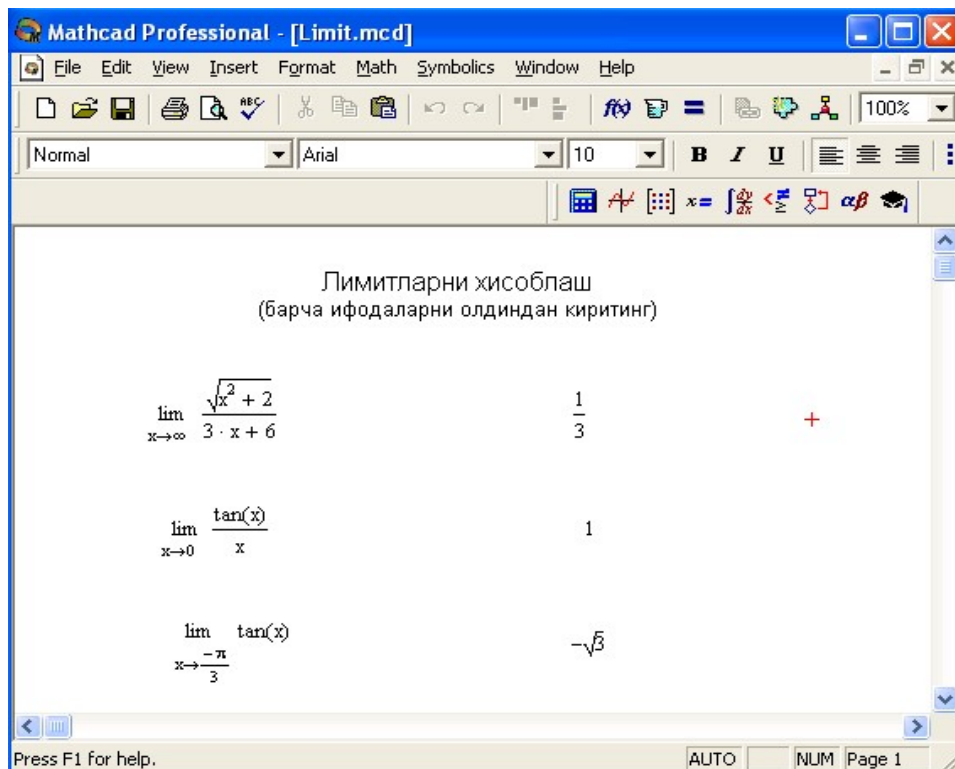 Mathcad Professional - [Limit.mcd]
File Edit View Insert Format Math Symbolics Window Help
100%
Normal Arial 10 B I U
Лимитларни хисоблаш
(барча ифодаларни олдиндан киритинг)
lim x→∞ √(x² + 2) / (3 · x + 6) 1/3
lim x→0 tan(x) / x 1
lim x→ -π/3 tan(x) -√3
Press F1 for help. AUTO NUM Page 1